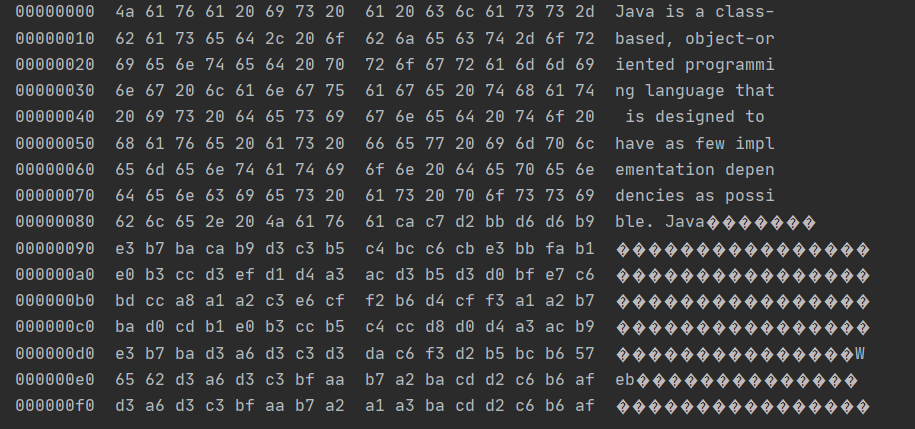 00000000 4a 61 76 61 20 69 73 20 61 20 63 6c 61 73 73 2d Java is a class-
00000010 62 61 73 65 64 2c 20 6f 62 6a 65 63 74 2d 6f 72 based, object-or
00000020 69 65 6e 74 65 64 20 70 72 6f 67 72 61 6d 6d 69 iented programmi
00000030 6e 67 20 6c 61 6e 67 75 61 67 65 20 74 68 61 74 ng language that
00000040 20 69 73 20 64 65 73 69 67 6e 65 64 20 74 6f 20 is designed to
00000050 68 61 76 65 20 61 73 20 66 65 77 20 69 6d 70 6c have as few impl
00000060 65 6d 65 6e 74 61 74 69 6f 6e 20 64 65 70 65 6e ementation depen
00000070 64 65 6e 63 69 65 73 20 61 73 20 70 6f 73 73 69 dencies as possi
00000080 62 6c 65 2e 20 4a 61 76 61 ca c7 d2 bb d6 d6 b9 ble. Java�������
00000090 e3 b7 ba ca b9 d3 c3 b5 c4 bc c6 cb e3 bb fa b1 �������������������
000000a0 e0 b3 cc d3 ef d1 d4 a3 ac d3 b5 d3 d0 bf e7 c6 �������������������
000000b0 bd cc a8 a1 a2 c3 e6 cf f2 b6 d4 cf f3 a1 a2 b7 �������������������
000000c0 ba d0 cd b1 e0 b3 cc b5 c4 cc d8 d0 d4 a3 ac b9 �������������������
000000d0 e3 b7 ba d3 a6 d3 c3 d3 da c6 f3 d2 b5 bc b6 57 ������������������W
000000e0 65 62 d3 a6 d3 c3 bf aa b7 a2 ba cd d2 c6 b6 af eb����������������
000000f0 d3 a6 d3 c3 bf aa b7 a2 a1 a3 ba cd d2 c6 b6 af �������������������